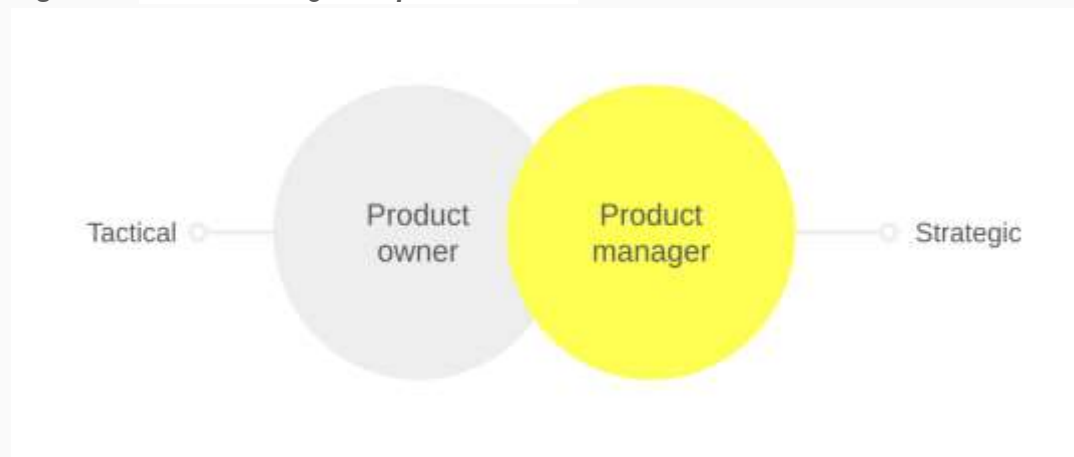 Tactical
Product
owner
Product
manager
Strategic